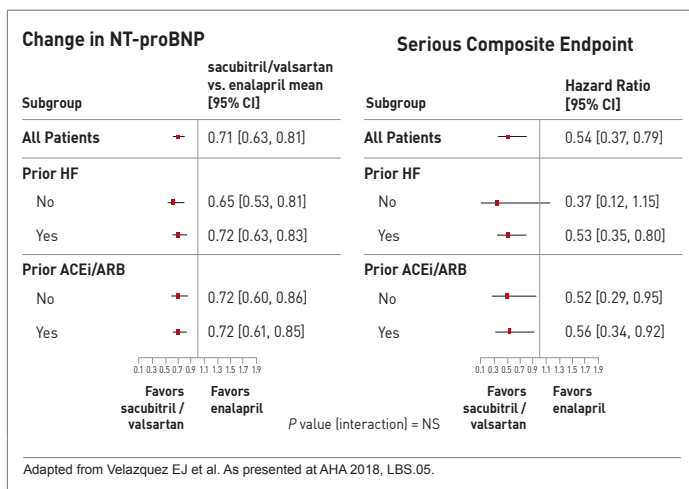 Change in NT-proBNP
Subgroup
sacubitril/valsartan
vs. enalapril mean
[95% CI]
All Patients
0.71 [0.63, 0.81]
Prior HF
No
0.65 [0.53, 0.81]
Yes
0.72 [0.63, 0.83]
Prior ACEi/ARB
No
0.72 [0.60, 0.86]
Yes
0.72 [0.61, 0.85]
0.1 0.3 0.5 0.7 0.9 1.1 1.3 1.5 1.7 1.9
Favors
sacubitril /
valsartan
Favors
enalapril
Serious Composite Endpoint
Subgroup
Hazard Ratio
[95% CI]
All Patients
0.54 [0.37, 0.79]
Prior HF
No
0.37 [0.12, 1.15]
Yes
0.53 [0.35, 0.80]
Prior ACEi/ARB
No
0.52 [0.29, 0.95]
Yes
0.56 [0.34, 0.92]
0.1 0.3 0.5 0.7 0.9 1.1 1.3 1.5 1.7 1.9
Favors
sacubitril /
valsartan
Favors
enalapril
P value (interaction) = NS
Adapted from Velazquez EJ et al. As presented at AHA 2018, LBS.05.